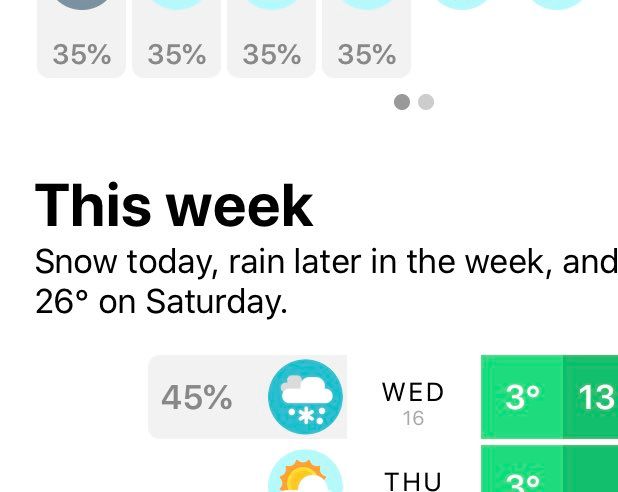 35% 35% 35% 35%
This week
Snow today, rain later in the week, and
26° on Saturday.
45% WED 3° 13
16
THU 3°